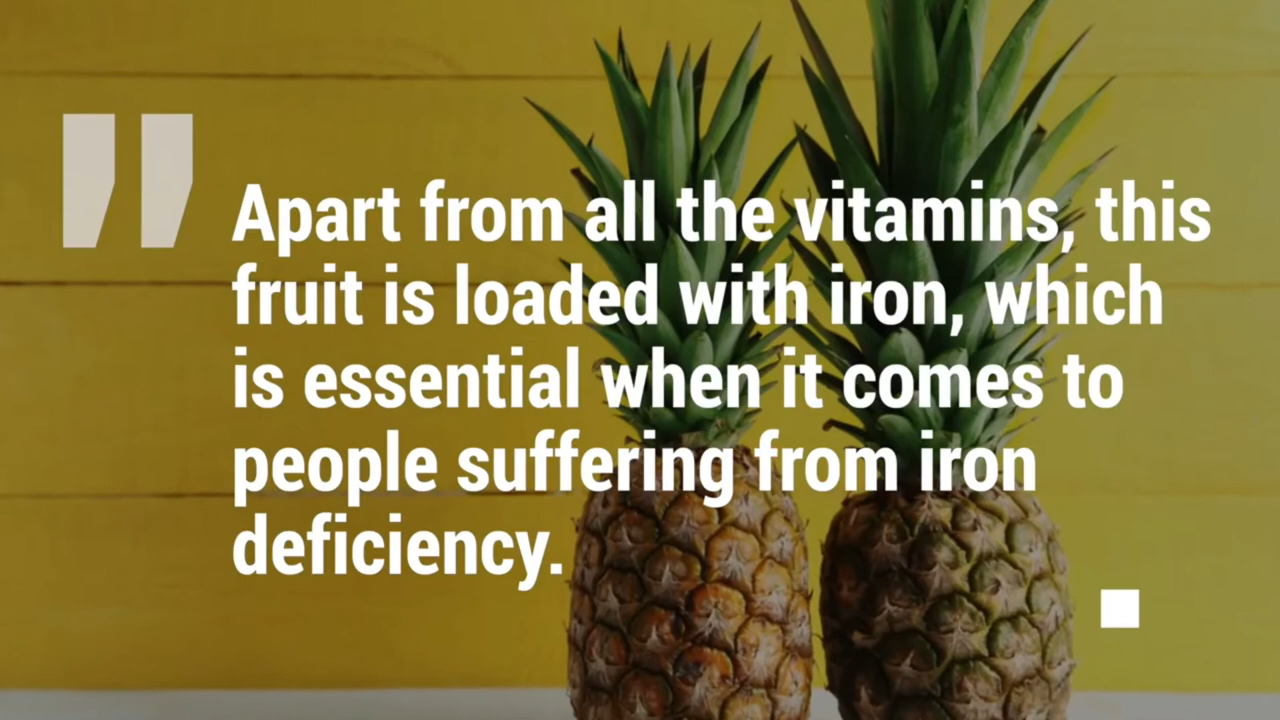 Apart from all the vitamins, this
fruit is loaded with iron, which
is essential when it comes to
people suffering from iron
deficiency.